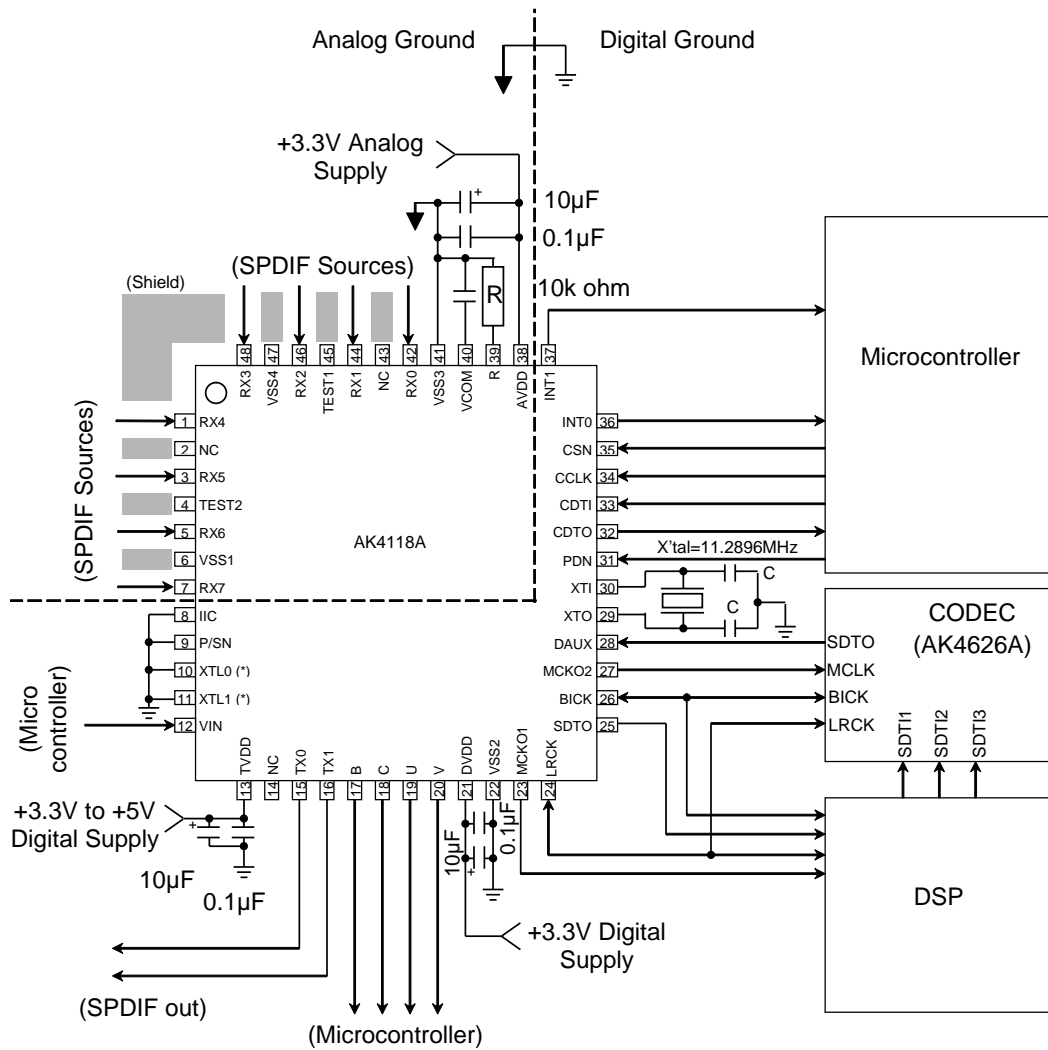 Analog Ground
Digital Ground
+3.3V Analog
Supply
+
10µF
0.1µF
(SPDIF Sources)
(Shield)
R
10k ohm
48
47
46
45
44
43
42
41
40
39
38
37
RX3
VSS4
RX2
TEST1
RX1
NC
RX0
VSS3
VCOM
R
AVDD
INT1
Microcontroller
(SPDIF Sources)
1 RX4
2 NC
3 RX5
4 TEST2
5 RX6
6 VSS1
7 RX7
8 IIC
9 P/SN
10 XTL0 (*)
11 XTL1 (*)
12 VIN
(Micro
controller)
AK4118A
INT0 36
CSN 35
CCLK 34
CDTI 33
CDTO 32
PDN 31
XTI 30
XTO 29
DAUX 28
MCKO2 27
BICK 26
SDTO 25
X'tal=11.2896MHz
C
C
CODEC
(AK4626A)
SDTO
MCLK
BICK
LRCK
SDTI1
SDTI2
SDTI3
TVDD
NC
TX0
TX1
B
C
U
V
DVDD
VSS2
MCKO1
LRCK
13
14
15
16
17
18
19
20
21
22
23
24
+3.3V to +5V
Digital Supply
+
10µF
0.1µF
10µF
0.1µF
+
+3.3V Digital
Supply
DSP
(SPDIF out)
(Microcontroller)